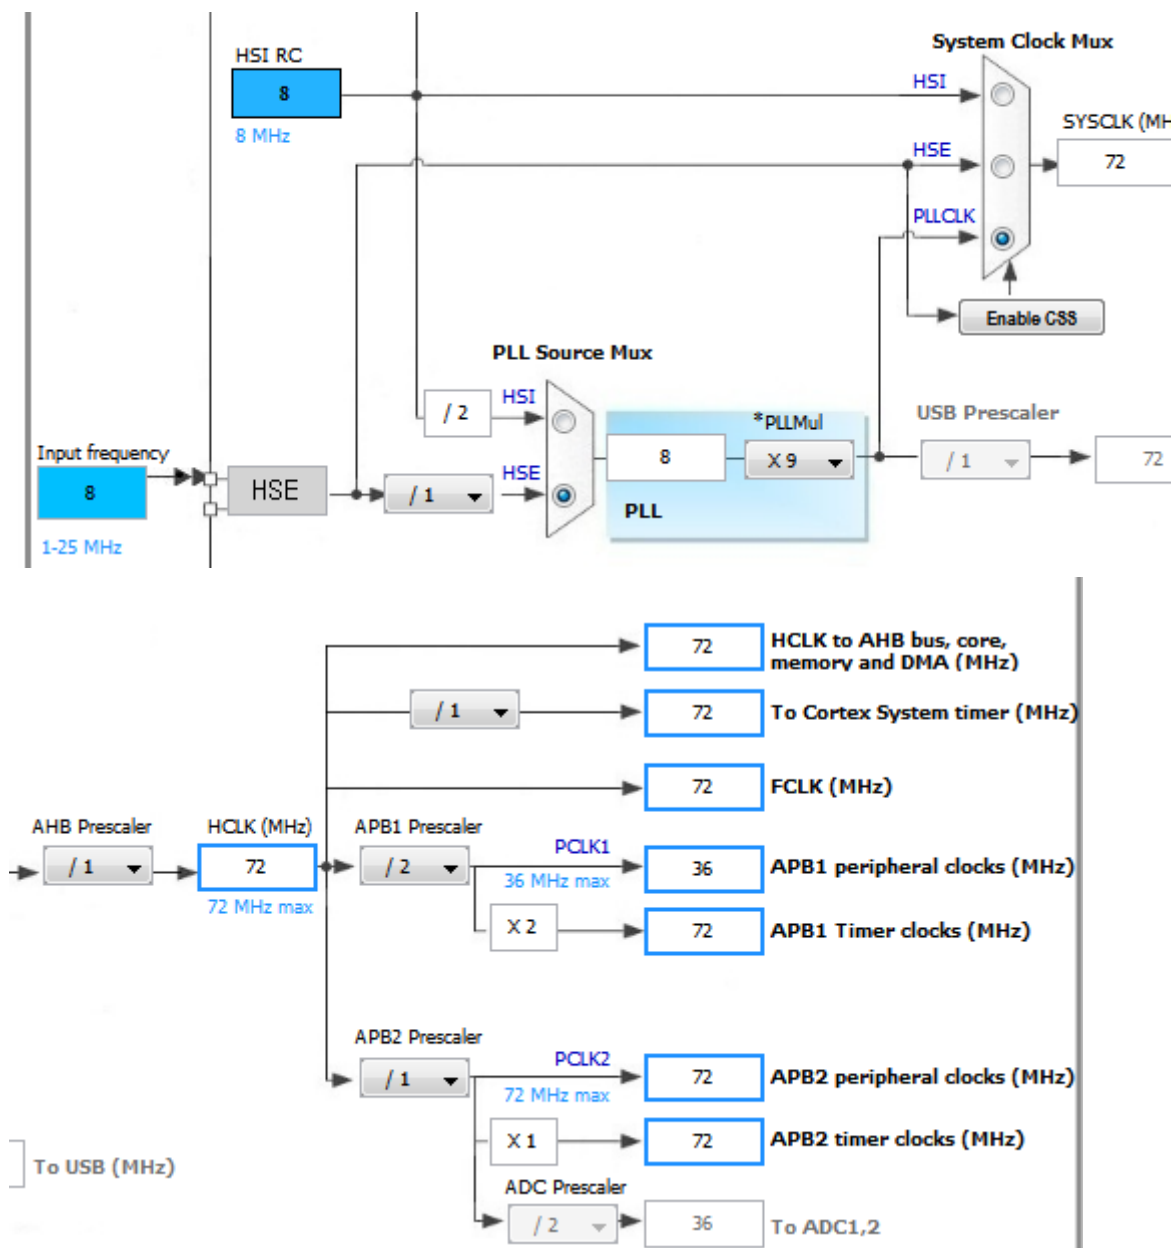 System Clock Mux
HSI RC
8
8 MHz
HSI
SYSCLK (MH
HSE
72
PLLCLK
Enable CSS
PLL Source Mux
HSI
/ 2
*PLLMul
USB Prescaler
Input frequency
8
X 9
/ 1
72
HSE
8
HSE
/ 1
PLL
1-25 MHz
72
HCLK to AHB bus, core,
memory and DMA (MHz)
/ 1
72
To Cortex System timer (MHz)
72
FCLK (MHz)
AHB Prescaler
HCLK (MHz)
APB1 Prescaler
PCLK1
/ 1
72
/ 2
36
APB1 peripheral clocks (MHz)
72 MHz max
36 MHz max
X 2
72
APB1 Timer clocks (MHz)
APB2 Prescaler
PCLK2
/ 1
72
APB2 peripheral clocks (MHz)
72 MHz max
X 1
72
APB2 timer clocks (MHz)
To USB (MHz)
ADC Prescaler
/ 2
36
To ADC1,2